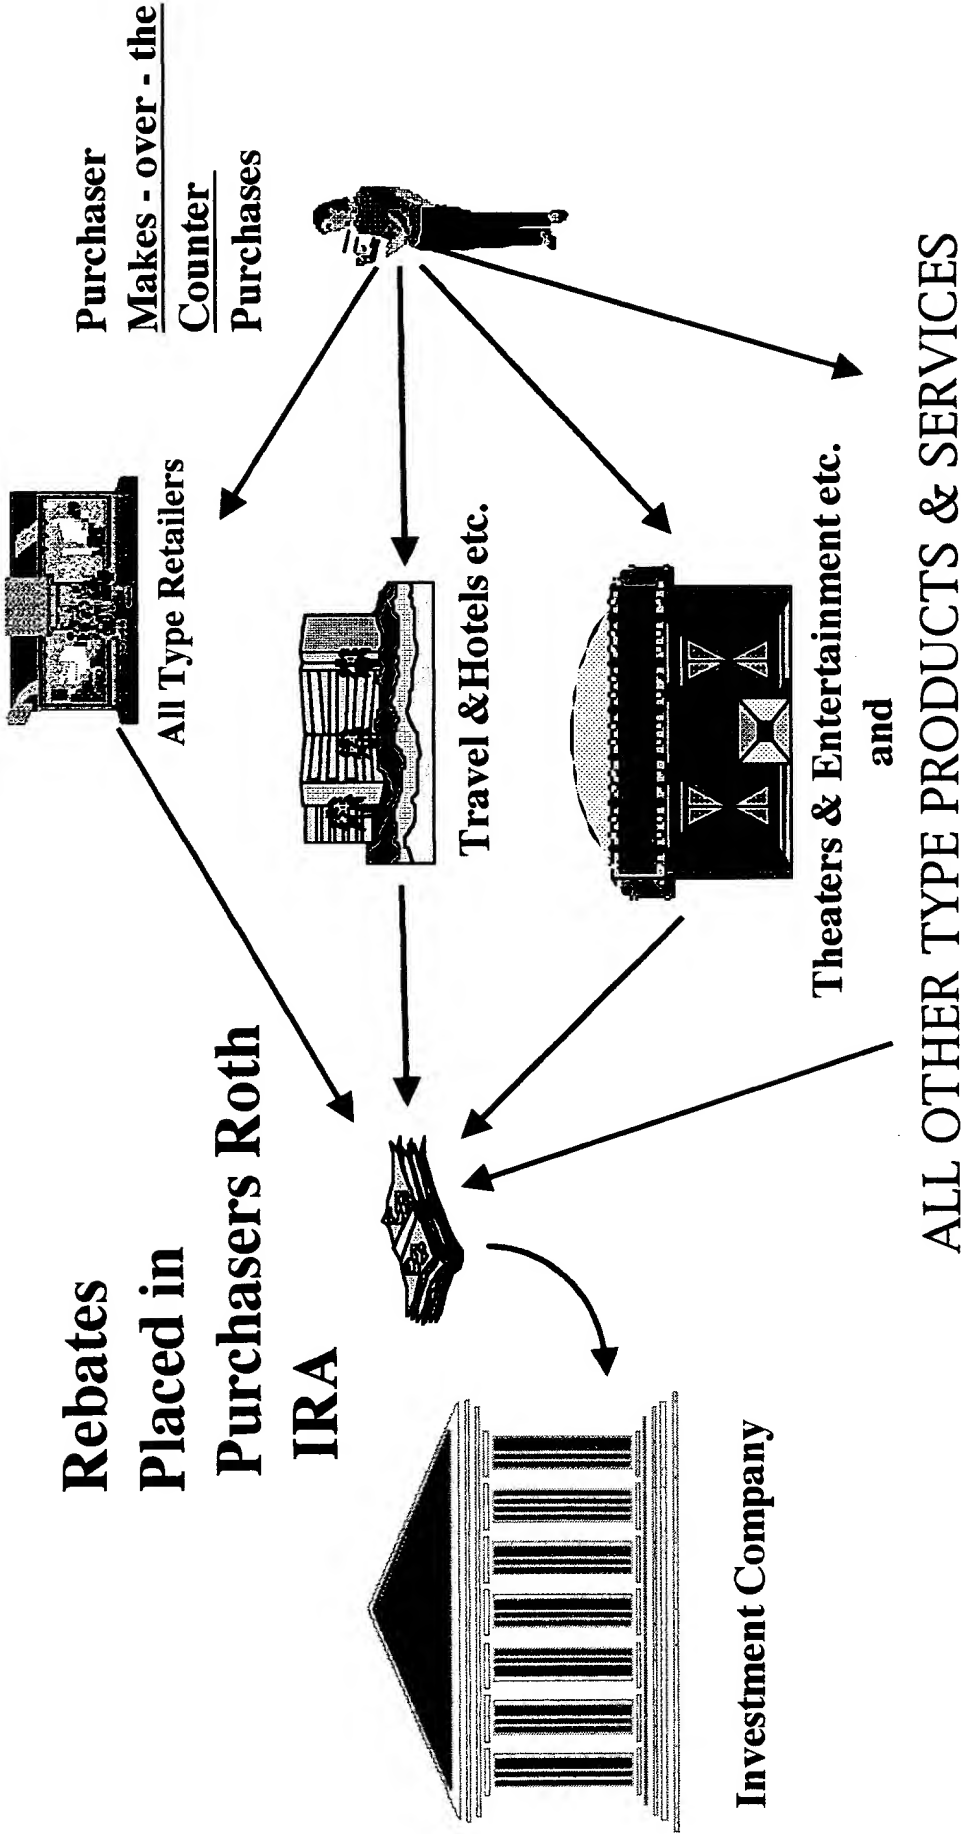 Rebates
Placed in
Purchasers Roth
IRA
Purchaser
Makes - over - the
Counter
Purchases
All Type Retailers
Travel &Hotels etc.
Investment Company
Theaters & Entertainment etc.
and
ALL OTHER TYPE PRODUCTS & SERVICES